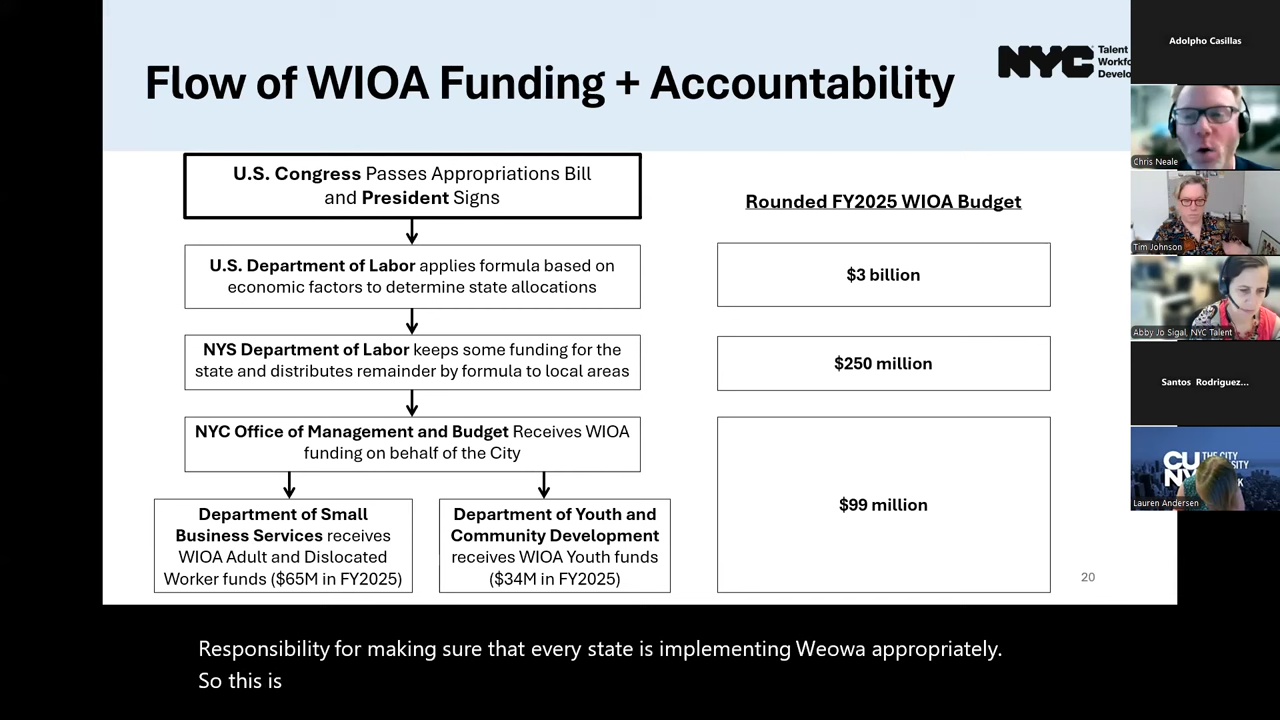 Flow of WIOA Funding + Accountability
NYC
Talent
Workfo
Develo
U.S. Congress Passes Appropriations Bill
and President Signs
U.S. Department of Labor applies formula based on
economic factors to determine state allocations
NYS Department of Labor keeps some funding for the
state and distributes remainder by formula to local areas
NYC Office of Management and Budget Receives WIOA
funding on behalf of the City
Department of Small
Business Services receives
WIOA Adult and Dislocated
Worker funds ($65M in FY2025)
Department of Youth and
Community Development
receives WIOA Youth funds
($34M in FY2025)
Rounded FY2025 WIOA Budget
$3 billion
$250 million
$99 million
20
Adolpho Casillas
Chris Neale
Tim Johnson
Abby Jo Sigal, NYC Talent
Santos Rodriguez...
CU
NY
THE CITY
Lauren Andersen
Responsibility for making sure that every state is implementing Weowa appropriately.
So this is